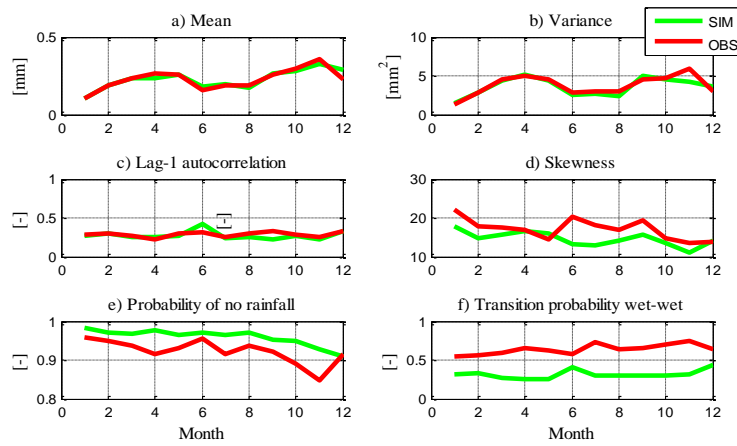 a) Mean
b) Variance
SIM
OBS
[mm]
0.5
0
0 2 4 6 8 10 12
[mm²]
10
5
0
0 2 4 6 8 10 12
c) Lag-1 autocorrelation
d) Skewness
[-]
1
0.5
0
[-]
0 2 4 6 8 10 12
30
20
10
0 2 4 6 8 10 12
e) Probability of no rainfall
f) Transition probability wet-wet
[-]
1
0.9
0.8
0 2 4 6 8 10 12
Month
[-]
1
0.5
0
0 2 4 6 8 10 12
Month